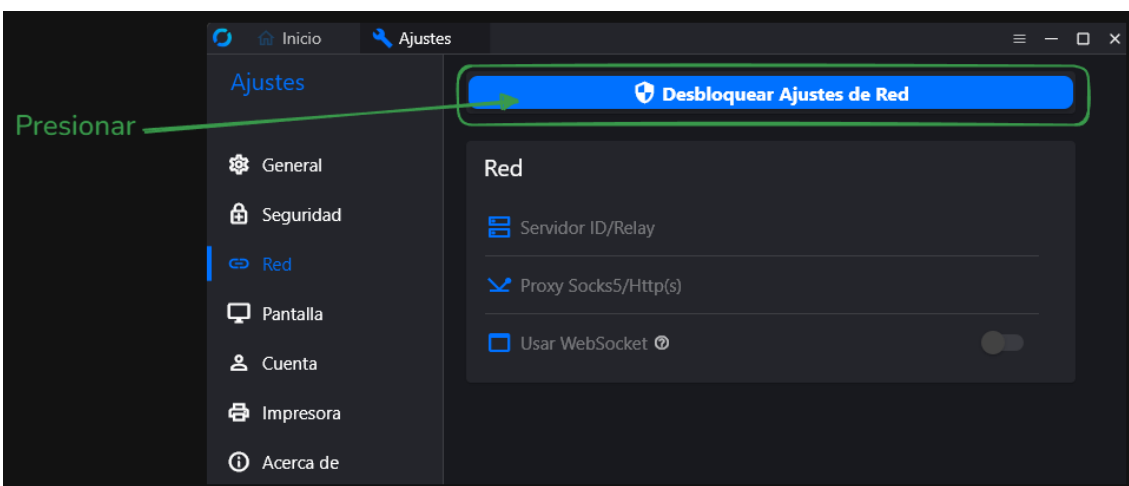 Inicio
Ajustes
Ajustes
Desbloquear Ajustes de Red
Presionar
General
Seguridad
Red
Pantalla
Cuenta
Impresora
Acerca de
Red
Servidor ID/Relay
Proxy Socks5/Http(s)
Usar WebSocket